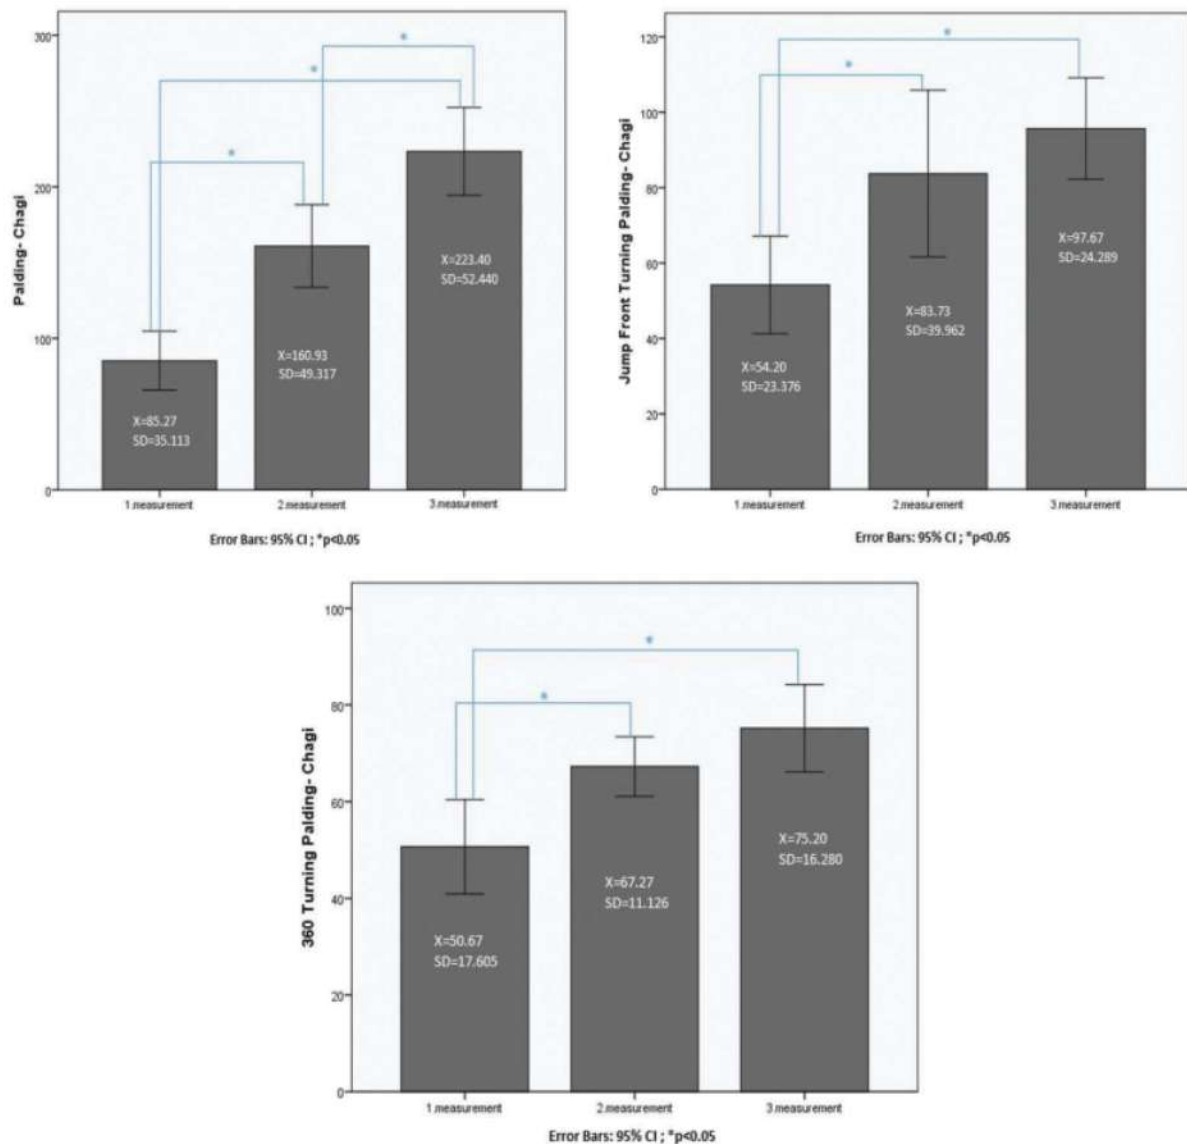 Palding- Chagi
300
200
100
0
*
*
*
X=85.27
SD=35.113
X=160.93
SD=49.317
X=223.40
SD=52.440
1.measurement
2.measurement
3.measurement
Error Bars: 95% CI ; *p<0.05
Jump Front Turning Palding- Chagi
120
100
80
60
40
20
0
*
*
X=54.20
SD=23.376
X=83.73
SD=39.962
X=97.67
SD=24.289
1.measurement
2.measurement
3.measurement
Error Bars: 95% CI ; *p<0.05
360 Turning Palding- Chagi
100
80
60
40
20
0
*
*
X=50.67
SD=17.605
X=67.27
SD=11.126
X=75.20
SD=16.280
1.measurement
2.measurement
3.measurement
Error Bars: 95% CI ; *p<0.05